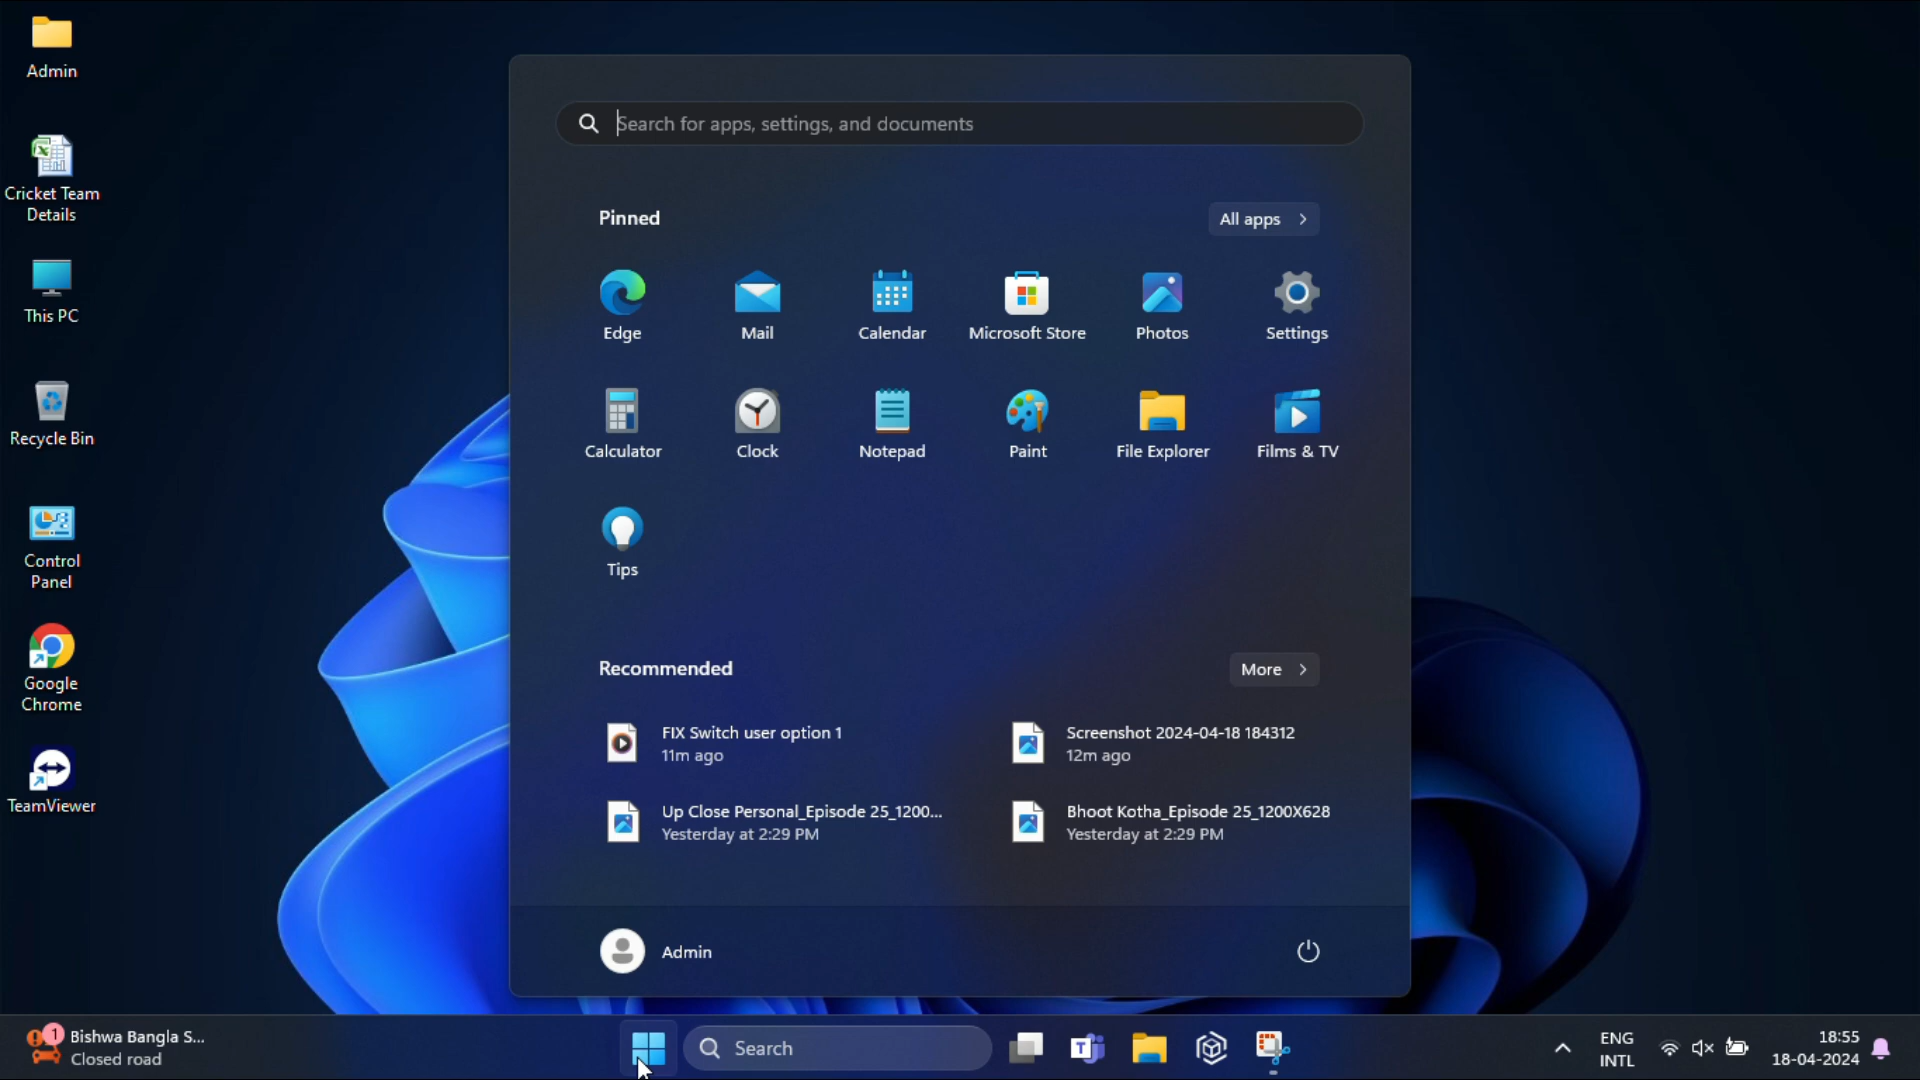 Admin
Cricket Team
Details
This PC
Recycle Bin
Control
Panel
Google
Chrome
TeamViewer
Search for apps, settings, and documents
Pinned
All apps
Edge
Mail
Calendar
Microsoft Store
Photos
Settings
Calculator
Clock
Notepad
Paint
File Explorer
Films & TV
Tips
Recommended
More
FIX Switch user option 1
11m ago
Screenshot 2024-04-18 184312
12m ago
Up Close Personal_Episode 25_1200...
Yesterday at 2:29 PM
Bhoot Kotha_Episode 25_1200X628
Yesterday at 2:29 PM
Admin
1
Bishwa Bangla S...
Closed road
Search
T
ENG
INTL
18:55
18-04-2024